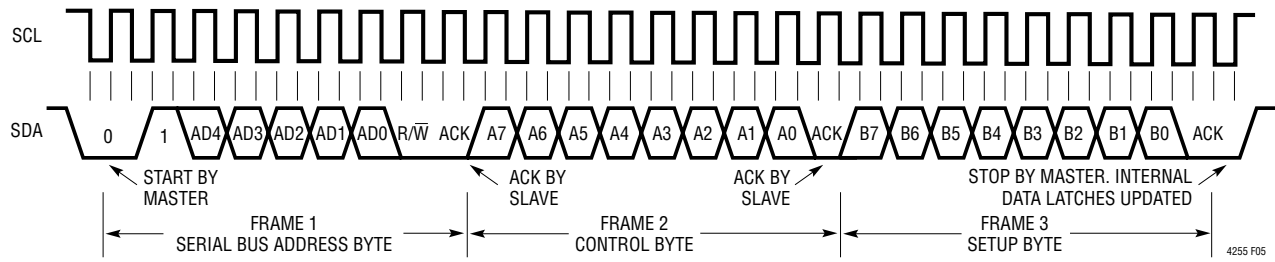 SCL
SDA 0 1 AD4 AD3 AD2 AD1 AD0 R/W̅ ACK A7 A6 A5 A4 A3 A2 A1 A0 ACK B7 B6 B5 B4 B3 B2 B1 B0 ACK
START BY
MASTER
ACK BY
SLAVE
ACK BY
SLAVE
STOP BY MASTER. INTERNAL
DATA LATCHES UPDATED
FRAME 1
SERIAL BUS ADDRESS BYTE
FRAME 2
CONTROL BYTE
FRAME 3
SETUP BYTE
4255 F05